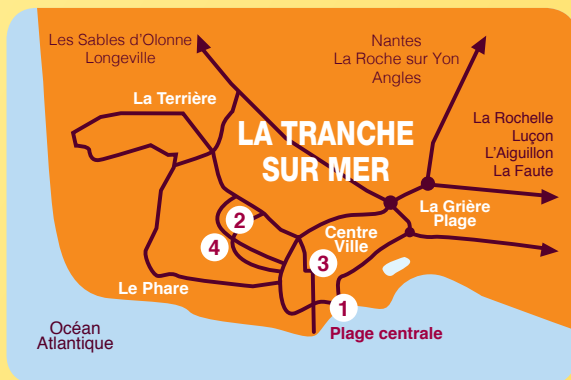 Les Sables d'Olonne
Longeville
Nantes
La Roche sur Yon
Angles
La Terrière
La Rochelle
Luçon
L'Aiguillon
La Faute
LA TRANCHE
SUR MER
La Grière
Plage
2
Centre
Ville
4
3
Le Phare
1
Océan
Atlantique
Plage centrale